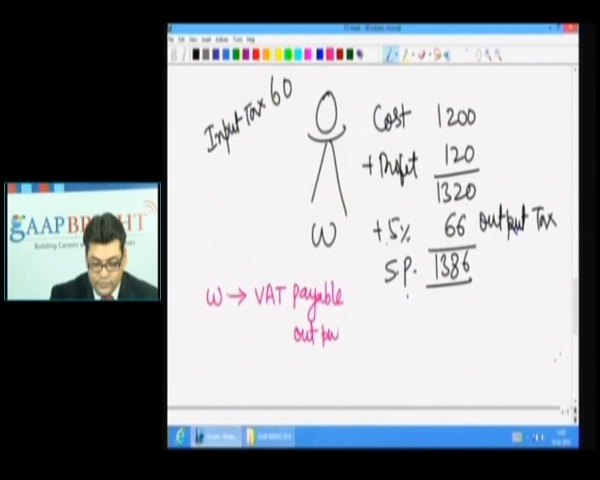 Input Tax 60
Cost 1200
+ Profit 120
1320
+ 5% 66 output Tax
S.P. 1386
W
W → VAT payable
out pu
GAAPBRIGHT
Building Careers